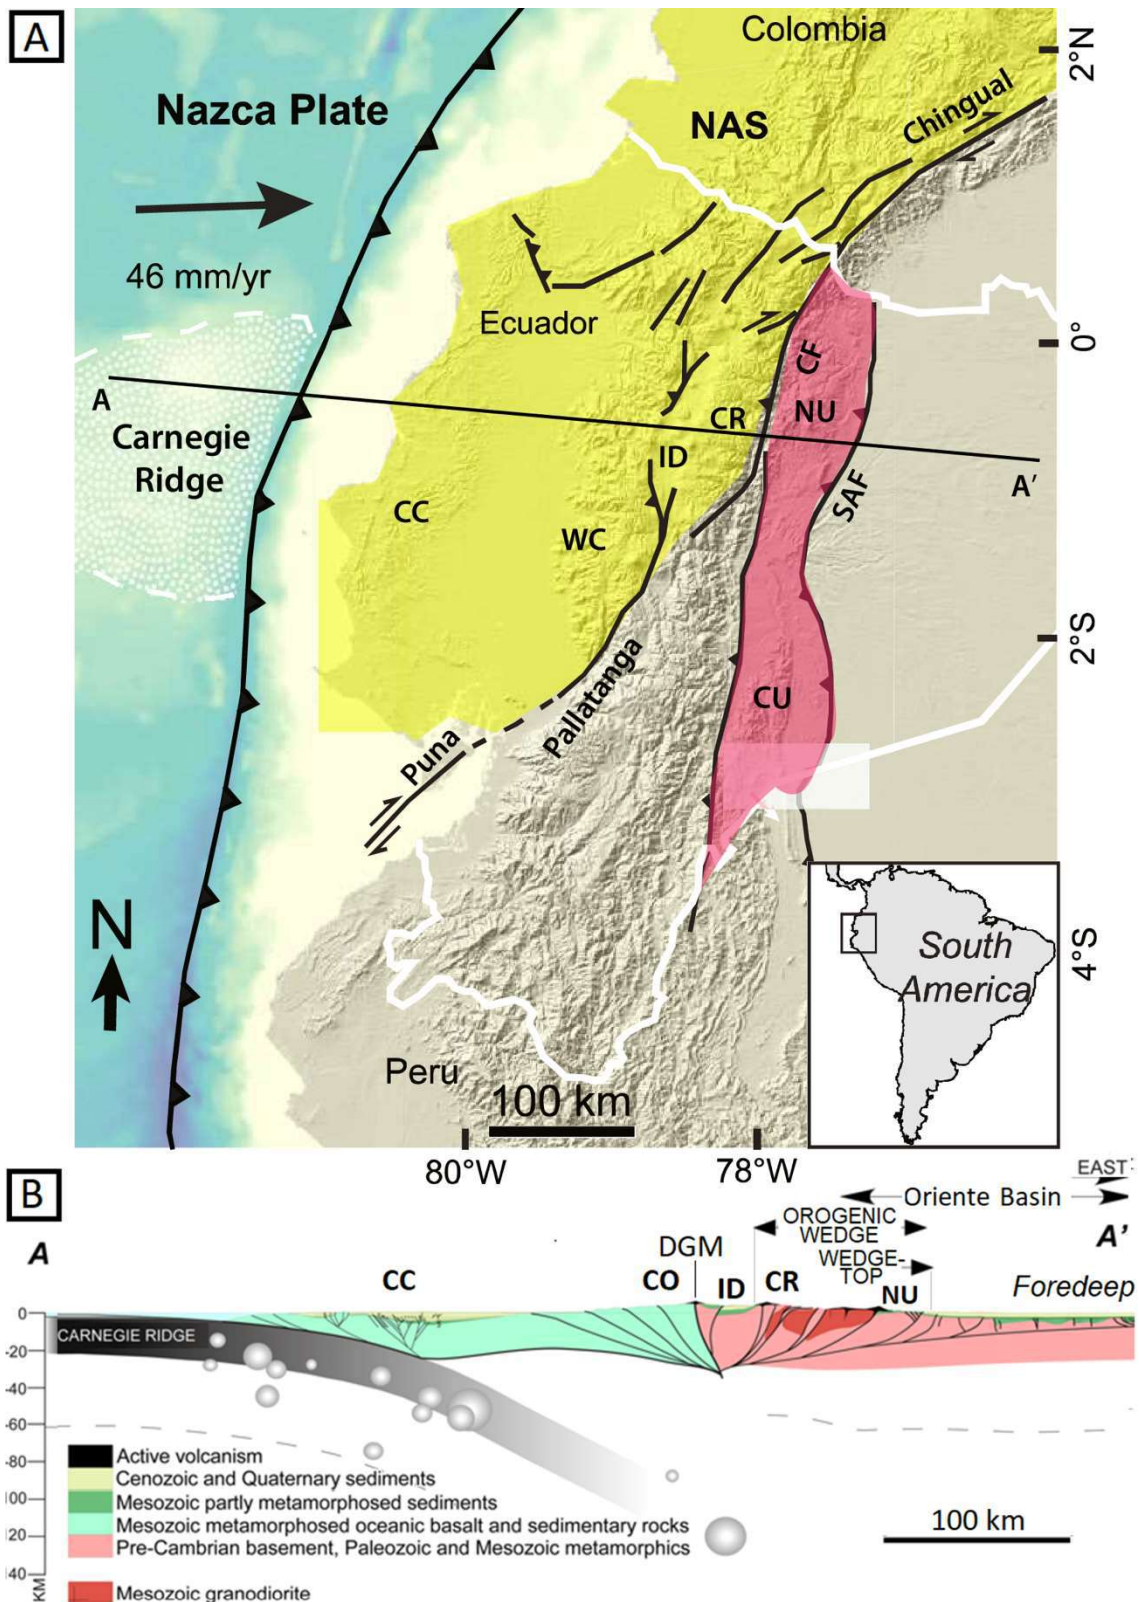 A
Colombia
2°N
Nazca Plate
NAS
Chingual
46 mm/yr
Ecuador
0°
CF
NU
CR
A
Carnegie
Ridge
ID
A'
SAF
CC
WC
2°S
CU
Pallatanga
Puna
N
South
America
4°S
Peru
100 km
80°W
78°W
EAST
B
Oriente Basin
OROGENIC
WEDGE
A
A'
DGM
WEDGE-
TOP
CC
CO
ID
CR
NU
Foredeep
0
CARNEGIE RIDGE
-20
-40
-60
-80
100
120
140
KM
Active volcanism
Cenozoic and Quaternary sediments
Mesozoic partly metamorphosed sediments
Mesozoic metamorphosed oceanic basalt and sedimentary rocks
Pre-Cambrian basement, Paleozoic and Mesozoic metamorphics
Mesozoic granodiorite
100 km